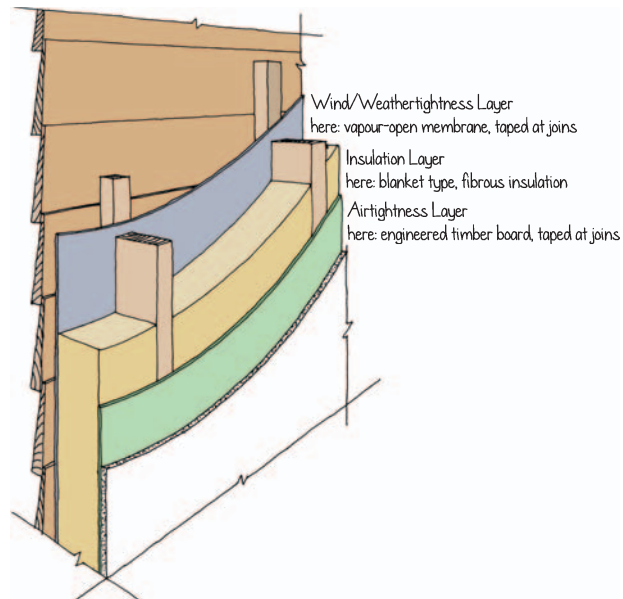 Wind/Weathertightness Layer
here: vapour-open membrane, taped at joins
Insulation Layer
here: blanket type, fibrous insulation
Airtightness Layer
here: engineered timber board, taped at joins